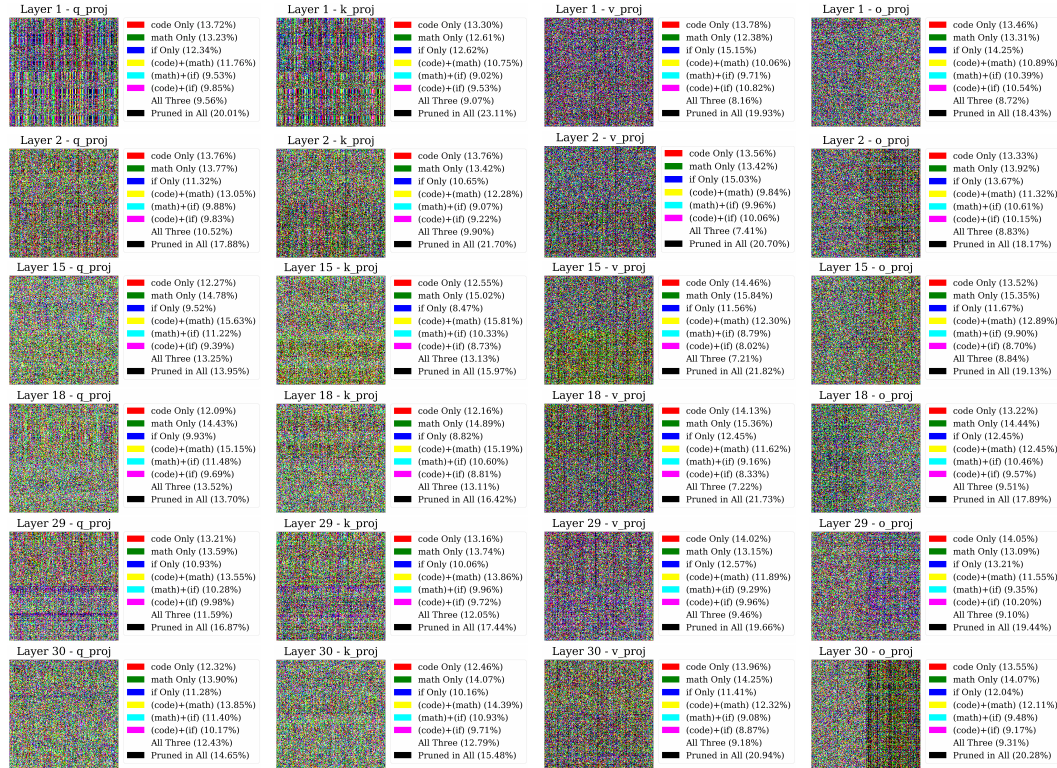 Layer 1 - q_proj
code Only (13.72%)
math Only (13.23%)
if Only (12.34%)
(code)+(math) (11.76%)
(math)+(if) (9.53%)
(code)+(if) (9.85%)
All Three (9.56%)
Pruned in All (20.01%)
Layer 1 - k_proj
code Only (13.30%)
math Only (12.61%)
if Only (12.62%)
(code)+(math) (10.75%)
(math)+(if) (9.02%)
(code)+(if) (9.53%)
All Three (9.07%)
Pruned in All (23.11%)
Layer 1 - v_proj
code Only (13.78%)
math Only (12.38%)
if Only (15.15%)
(code)+(math) (10.06%)
(math)+(if) (9.71%)
(code)+(if) (10.82%)
All Three (8.16%)
Pruned in All (19.93%)
Layer 1 - o_proj
code Only (13.46%)
math Only (13.31%)
if Only (14.25%)
(code)+(math) (10.89%)
(math)+(if) (10.39%)
(code)+(if) (10.54%)
All Three (8.72%)
Pruned in All (18.43%)
Layer 2 - q_proj
code Only (13.76%)
math Only (13.77%)
if Only (11.32%)
(code)+(math) (13.05%)
(math)+(if) (9.88%)
(code)+(if) (9.83%)
All Three (10.52%)
Pruned in All (17.88%)
Layer 2 - k_proj
code Only (13.76%)
math Only (13.42%)
if Only (10.65%)
(code)+(math) (12.28%)
(math)+(if) (9.07%)
(code)+(if) (9.22%)
All Three (9.90%)
Pruned in All (21.70%)
Layer 2 - v_proj
code Only (13.56%)
math Only (13.42%)
if Only (15.03%)
(code)+(math) (9.84%)
(math)+(if) (9.96%)
(code)+(if) (10.06%)
All Three (7.41%)
Pruned in All (20.70%)
Layer 2 - o_proj
code Only (13.33%)
math Only (13.92%)
if Only (13.67%)
(code)+(math) (11.32%)
(math)+(if) (10.61%)
(code)+(if) (10.15%)
All Three (8.83%)
Pruned in All (18.17%)
Layer 15 - q_proj
code Only (12.27%)
math Only (14.78%)
if Only (9.52%)
(code)+(math) (15.63%)
(math)+(if) (11.22%)
(code)+(if) (9.39%)
All Three (13.25%)
Pruned in All (13.95%)
Layer 15 - k_proj
code Only (12.55%)
math Only (15.02%)
if Only (8.47%)
(code)+(math) (15.81%)
(math)+(if) (10.33%)
(code)+(if) (8.73%)
All Three (13.13%)
Pruned in All (15.97%)
Layer 15 - v_proj
code Only (14.46%)
math Only (15.84%)
if Only (11.56%)
(code)+(math) (12.30%)
(math)+(if) (8.79%)
(code)+(if) (8.02%)
All Three (7.21%)
Pruned in All (21.82%)
Layer 15 - o_proj
code Only (13.52%)
math Only (15.35%)
if Only (11.67%)
(code)+(math) (12.89%)
(math)+(if) (9.90%)
(code)+(if) (8.70%)
All Three (8.84%)
Pruned in All (19.13%)
Layer 18 - q_proj
code Only (12.09%)
math Only (14.43%)
if Only (9.93%)
(code)+(math) (15.15%)
(math)+(if) (11.48%)
(code)+(if) (9.69%)
All Three (13.52%)
Pruned in All (13.70%)
Layer 18 - k_proj
code Only (12.16%)
math Only (14.89%)
if Only (8.82%)
(code)+(math) (15.19%)
(math)+(if) (10.60%)
(code)+(if) (8.81%)
All Three (13.11%)
Pruned in All (16.42%)
Layer 18 - v_proj
code Only (14.13%)
math Only (15.36%)
if Only (12.45%)
(code)+(math) (11.62%)
(math)+(if) (9.16%)
(code)+(if) (8.33%)
All Three (7.22%)
Pruned in All (21.73%)
Layer 18 - o_proj
code Only (13.22%)
math Only (14.44%)
if Only (12.45%)
(code)+(math) (12.45%)
(math)+(if) (10.46%)
(code)+(if) (9.57%)
All Three (9.51%)
Pruned in All (17.89%)
Layer 29 - q_proj
code Only (13.21%)
math Only (13.59%)
if Only (10.93%)
(code)+(math) (13.55%)
(math)+(if) (10.28%)
(code)+(if) (9.98%)
All Three (11.59%)
Pruned in All (16.87%)
Layer 29 - k_proj
code Only (13.16%)
math Only (13.74%)
if Only (10.06%)
(code)+(math) (13.86%)
(math)+(if) (9.96%)
(code)+(if) (9.72%)
All Three (12.05%)
Pruned in All (17.44%)
Layer 29 - v_proj
code Only (14.02%)
math Only (13.15%)
if Only (12.57%)
(code)+(math) (11.89%)
(math)+(if) (9.29%)
(code)+(if) (9.96%)
All Three (9.46%)
Pruned in All (19.66%)
Layer 29 - o_proj
code Only (14.05%)
math Only (13.09%)
if Only (13.21%)
(code)+(math) (11.55%)
(math)+(if) (9.35%)
(code)+(if) (10.20%)
All Three (9.10%)
Pruned in All (19.44%)
Layer 30 - q_proj
code Only (12.32%)
math Only (13.90%)
if Only (11.28%)
(code)+(math) (13.85%)
(math)+(if) (11.40%)
(code)+(if) (10.17%)
All Three (12.43%)
Pruned in All (14.65%)
Layer 30 - k_proj
code Only (12.46%)
math Only (14.07%)
if Only (10.16%)
(code)+(math) (14.39%)
(math)+(if) (10.93%)
(code)+(if) (9.71%)
All Three (12.79%)
Pruned in All (15.48%)
Layer 30 - v_proj
code Only (13.96%)
math Only (14.25%)
if Only (11.41%)
(code)+(math) (12.32%)
(math)+(if) (9.08%)
(code)+(if) (8.87%)
All Three (9.18%)
Pruned in All (20.94%)
Layer 30 - o_proj
code Only (13.55%)
math Only (14.07%)
if Only (12.04%)
(code)+(math) (12.11%)
(math)+(if) (9.48%)
(code)+(if) (9.17%)
All Three (9.31%)
Pruned in All (20.28%)